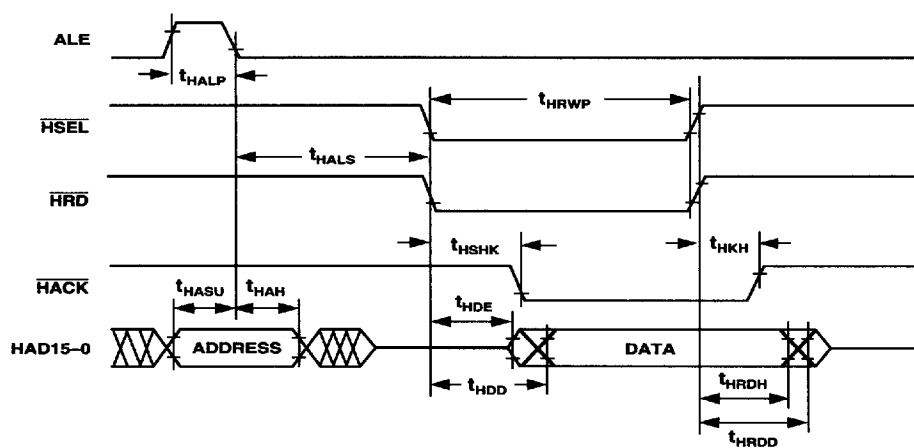 ALE
tHALP
HSEL
tHRWP
tHALS
HRD
tHSHK
tHKH
HACK
tHASU
tHAH
tHDE
HAD15–0
ADDRESS
DATA
tHDD
tHRDH
tHRDD